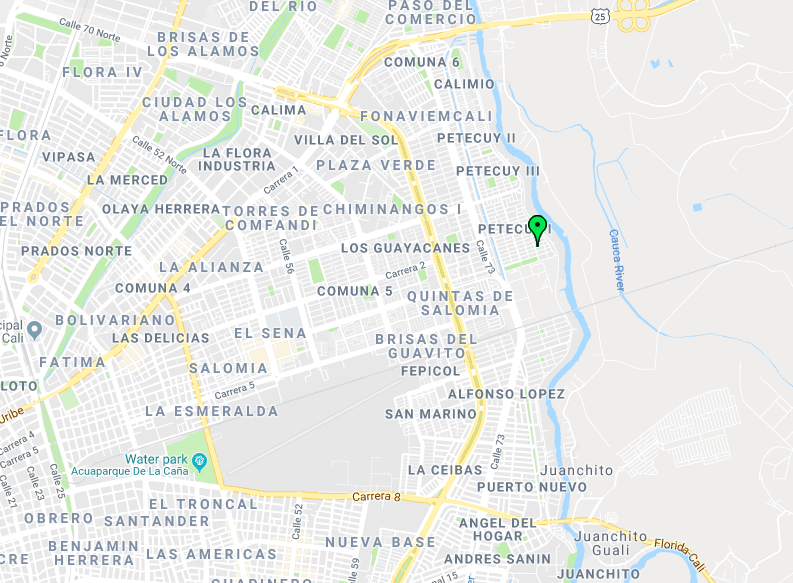 DEL RIO
PASO DEL
COMERCIO
25
Calle 70 Norte
BRISAS DE
LOS ALAMOS
COMUNA 6
FLORA IV
CALIMIO
CIUDAD LOS
ALAMOS
CALIMA
FONAVIEMCALI
FLORA
Calle 52 Norte
VILLA DEL SOL
PETECUY II
VIPASA
LA FLORA
INDUSTRIA
PLAZA VERDE
PETECUY III
LA MERCED
Carrera 1
PRADOS
EL NORTE
OLAYA HERRERA
TORRES DE
COMFANDI
CHIMINANGOS I
PETECUY I
PRADOS NORTE
Calle 56
LOS GUAYACANES
Calle 73
Cauca River
LA ALIANZA
Carrera 2
COMUNA 4
COMUNA 5
QUINTAS DE
SALOMIA
BOLIVARIANO
cipal
Cali
LAS DELICIAS
EL SENA
BRISAS DEL
GUAVITO
FATIMA
SALOMIA
FEPICOL
LOTO
Carrera 5
ALFONSO LOPEZ
Uribe
LA ESMERALDA
SAN MARINO
Carrera 4
Carrera 5
Calle 73
Water park
Acuaparque De La Caña
LA CEIBAS
Juanchito
Calle 21
Calle 23
Calle 25
PUERTO NUEVO
Carrera 8
EL TRONCAL
Calle 52
OBRERO
SANTANDER
ANGEL DEL
HOGAR
Juanchito
Guali
Florida-Cali
NUEVA BASE
BENJAMIN
HERRERA
LAS AMERICAS
ANDRES SANIN
CRE
JUANCHITO
GUAPINERO
lle 59
al 15